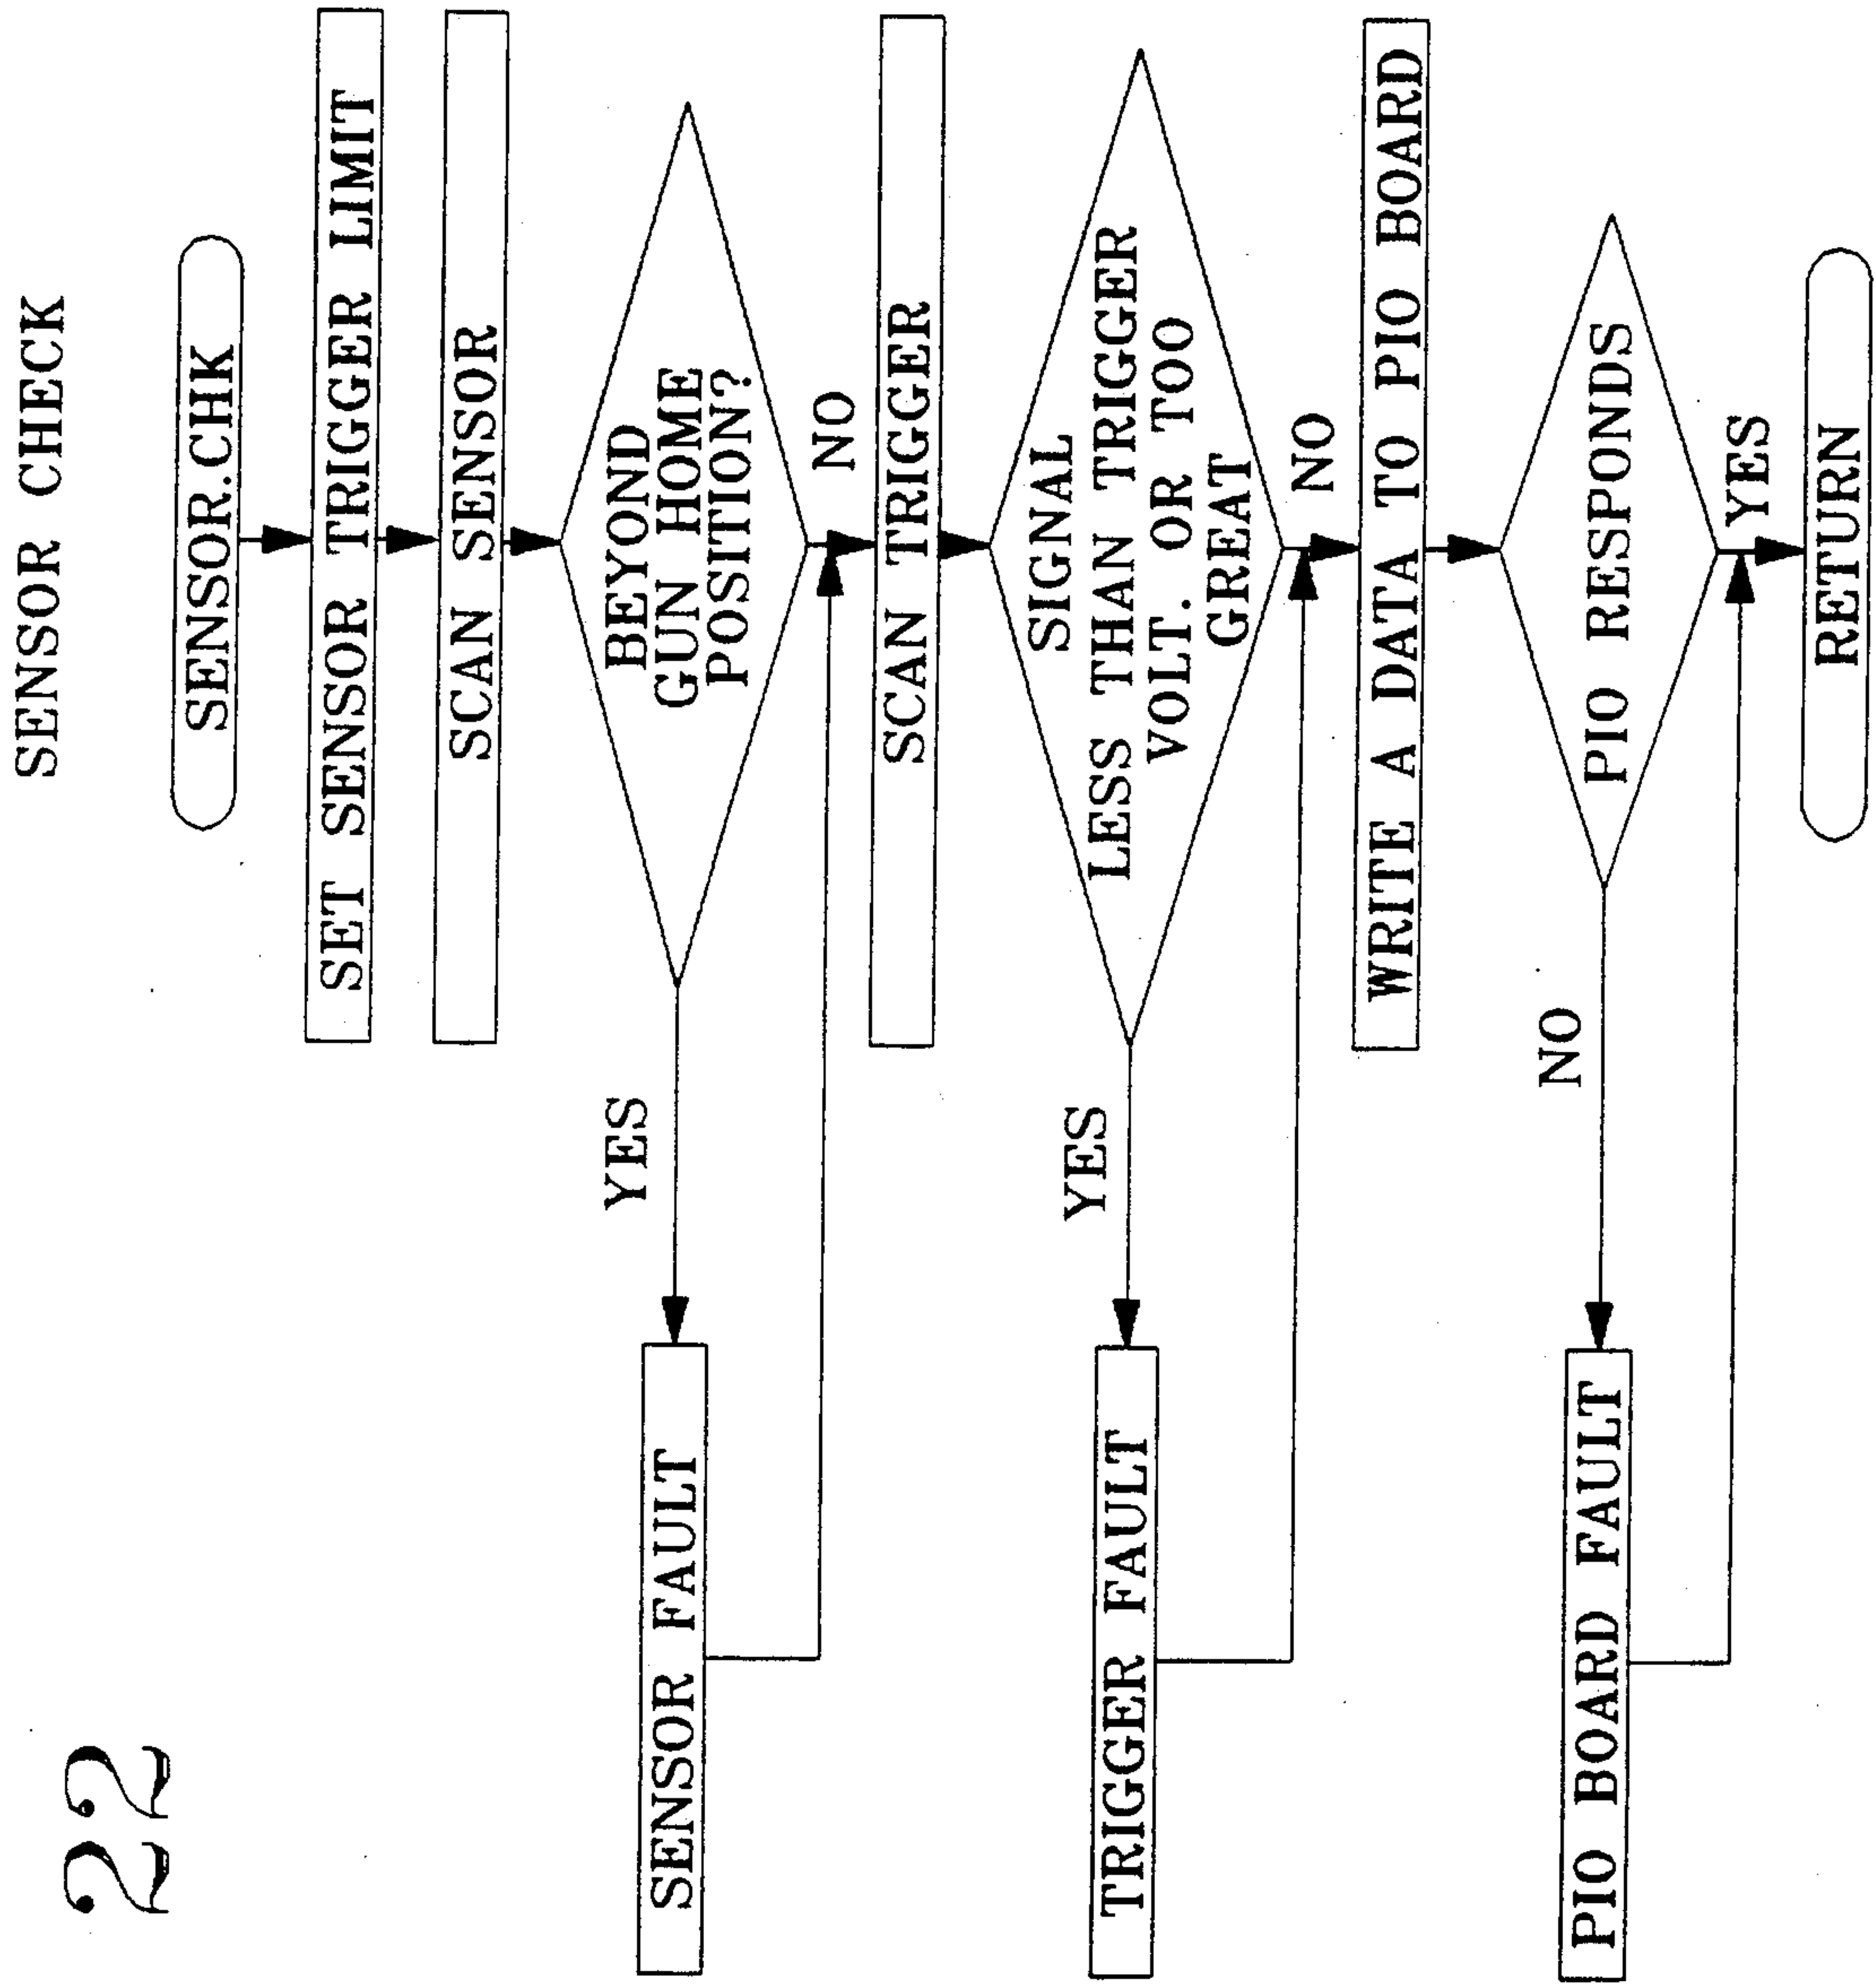 22
SENSOR CHECK
SENSOR.CHK
SET SENSOR TRIGGER LIMIT
SCAN SENSOR
BEYOND
GUN HOME
POSITION?
YES
SENSOR FAULT
NO
SCAN TRIGGER
SIGNAL
LESS THAN TRIGGER
VOLT. OR TOO
GREAT
YES
TRIGGER FAULT
NO
WRITE A DATA TO PIO BOARD
PIO RESPONDS
NO
PIO BOARD FAULT
YES
RETURN